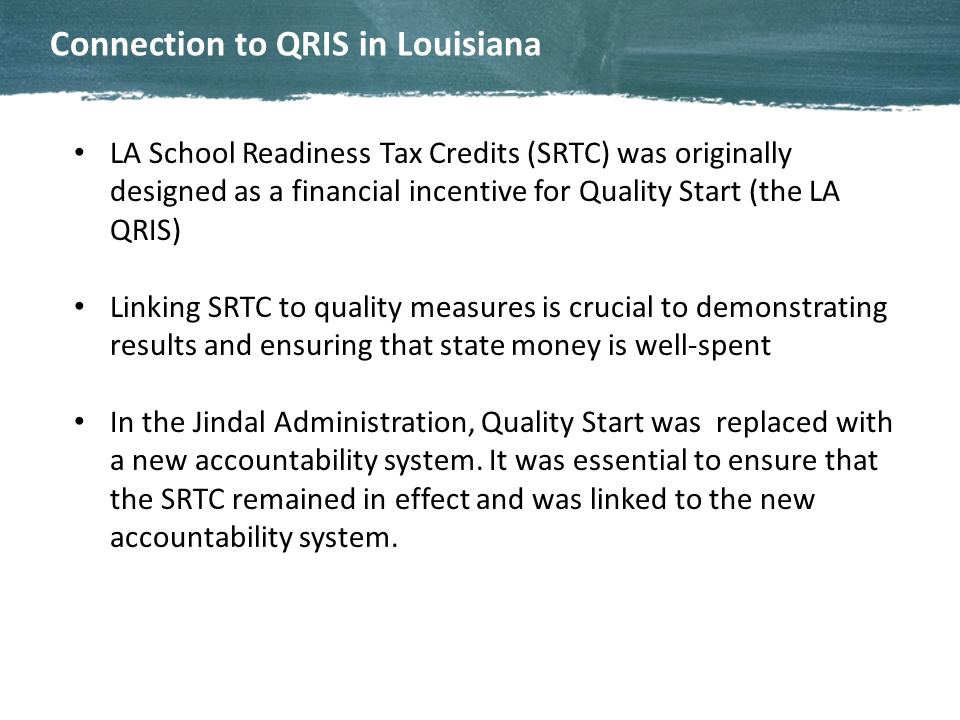 Connection to QRIS in Louisiana
• LA School Readiness Tax Credits (SRTC) was originally
designed as a financial incentive for Quality Start (the LA
QRIS)
• Linking SRTC to quality measures is crucial to demonstrating
results and ensuring that state money is well-spent
• In the Jindal Administration, Quality Start was  replaced with
a new accountability system. It was essential to ensure that
the SRTC remained in effect and was linked to the new
accountability system.